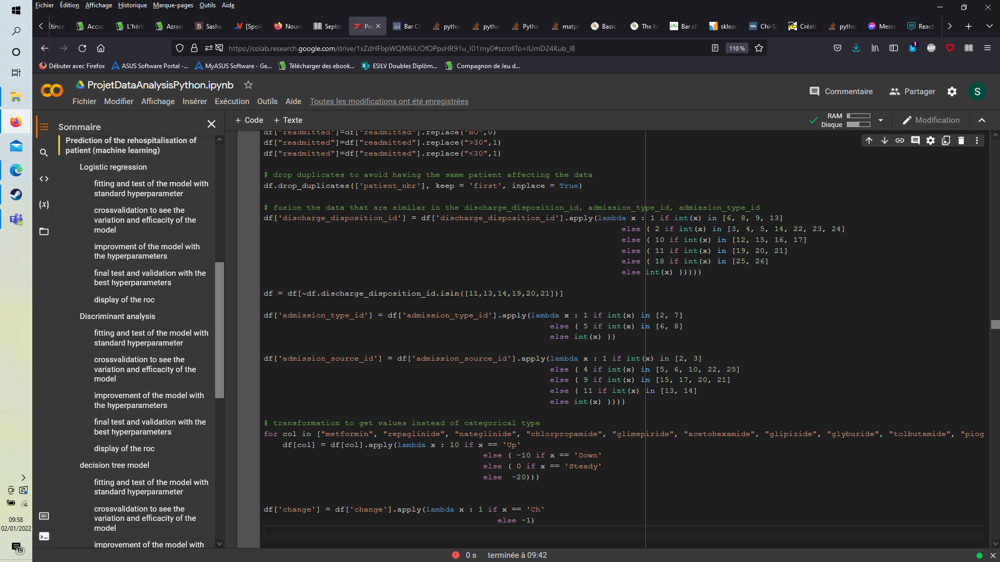 Fichier Édition Affichage Historique Marque-pages Outils Aide
Étince Accus L'héri Azrael Sasha [Spoil Nouv Septem Pro Bar Ch pytho pytho Pytho matpl Basic The hi Bar ch sklear Chi-S Créati pytho Messe React-
https://colab.research.google.com/drive/1xZdHFbpWQM6iUOfOPpsHR91u_I01rny0#scrollTo=IUmD24Kub_IB 110 %
Débuter avec Firefox ASUS Software Portal -... MyASUS Software - Ge... Télécharger des ebook... ESILV Doubles Diplôm... Compagnon de Jeu d...
ProjetDataAnalysisPython.ipynb
Commentaire Partager S
Fichier Modifier Affichage Insérer Exécution Outils Aide Toutes les modifications ont été enregistrées
+ Code + Texte
RAM
Disque
Modification
Sommaire
Prediction of the rehospitalisation of
patient (machine learning)
Logistic regression
fitting and test of the model with
standard hyperparameter
crossvalidation to see the
variation and efficacity of the
model
improvment of the model with
the hyperparameters
final test and validation with the
best hyperparameters
display of the roc
Discriminant analysis
fitting and test of the model with
standard hyperparameter
crossvalidation to see the
variation and efficacity of the
model
improvement of the model with
the hyperparameters
final test and validation with the
best hyperparameters
display of the roc
decision tree model
fitting and test of the model with
standard hyperparameter
crossvalidation to see the
variation and efficacity of the
model
improvement of the model with
df["readmitted"]=df["readmitted"].replace("NO",0)
df["readmitted"]=df["readmitted"].replace(">30",1)
df["readmitted"]=df["readmitted"].replace("<30",1)
# drop duplicates to avoid having the same patient affecting the data
df.drop_duplicates(['patient_nbr'], keep = 'first', inplace = True)
# fusion the data that are similar in the discharge_disposition_id, admission_type_id, admission_type_id
df['discharge_disposition_id'] = df['discharge_disposition_id'].apply(lambda x : 1 if int(x) in [6, 8, 9, 13]
else ( 2 if int(x) in [3, 4, 5, 14, 22, 23, 24]
else ( 10 if int(x) in [12, 15, 16, 17]
else ( 11 if int(x) in [19, 20, 21]
else ( 18 if int(x) in [25, 26]
else int(x) )))))
df = df[~df.discharge_disposition_id.isin([11,13,14,19,20,21])]
df['admission_type_id'] = df['admission_type_id'].apply(lambda x : 1 if int(x) in [2, 7]
else ( 5 if int(x) in [6, 8]
else int(x) ))
df['admission_source_id'] = df['admission_source_id'].apply(lambda x : 1 if int(x) in [2, 3]
else ( 4 if int(x) in [5, 6, 10, 22, 25]
else ( 9 if int(x) in [15, 17, 20, 21]
else ( 11 if int(x) in [13, 14]
else int(x) ))))
# transformation to get values instead of categorical type
for col in ["metformin", "repaglinide", "nateglinide", "chlorpropamide", "glimepiride", "acetohexamide", "glipizide", "glyburide", "tolbutamide", "piog
df[col] = df[col].apply(lambda x : 10 if x == 'Up'
else ( -10 if x == 'Down'
else ( 0 if x == 'Steady'
else -20)))
df['change'] = df['change'].apply(lambda x : 1 if x == 'Ch'
else -1)
0 s terminée à 09:42
09:58
02/01/2022
19